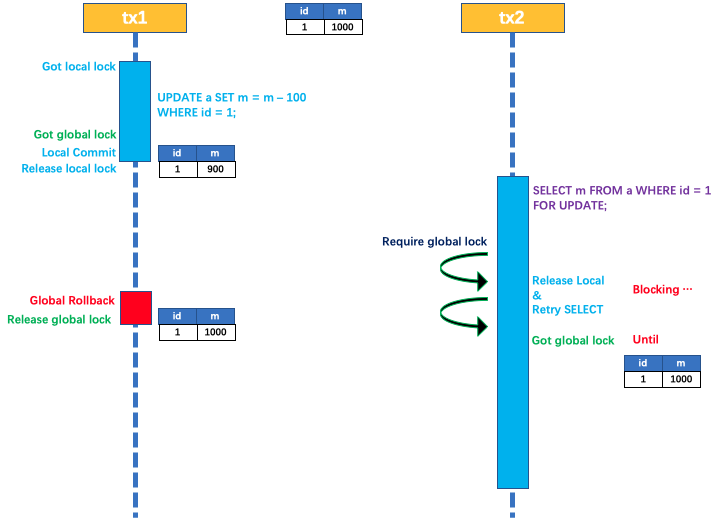 tx1
id m
1 1000
tx2
Got local lock
UPDATE a SET m = m – 100
WHERE id = 1;
Got global lock
Local Commit
Release local lock
id m
1 900
SELECT m FROM a WHERE id = 1
FOR UPDATE;
Require global lock
Release Local
&
Retry SELECT
Blocking ⋯
Global Rollback
Release global lock
id m
1 1000
Got global lock
Until
id m
1 1000